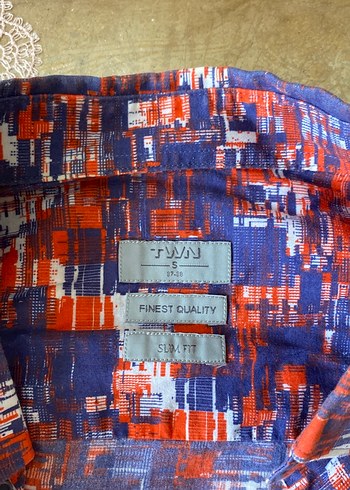 TWN
S
37-38
FINEST QUALITY
SLIM FIT